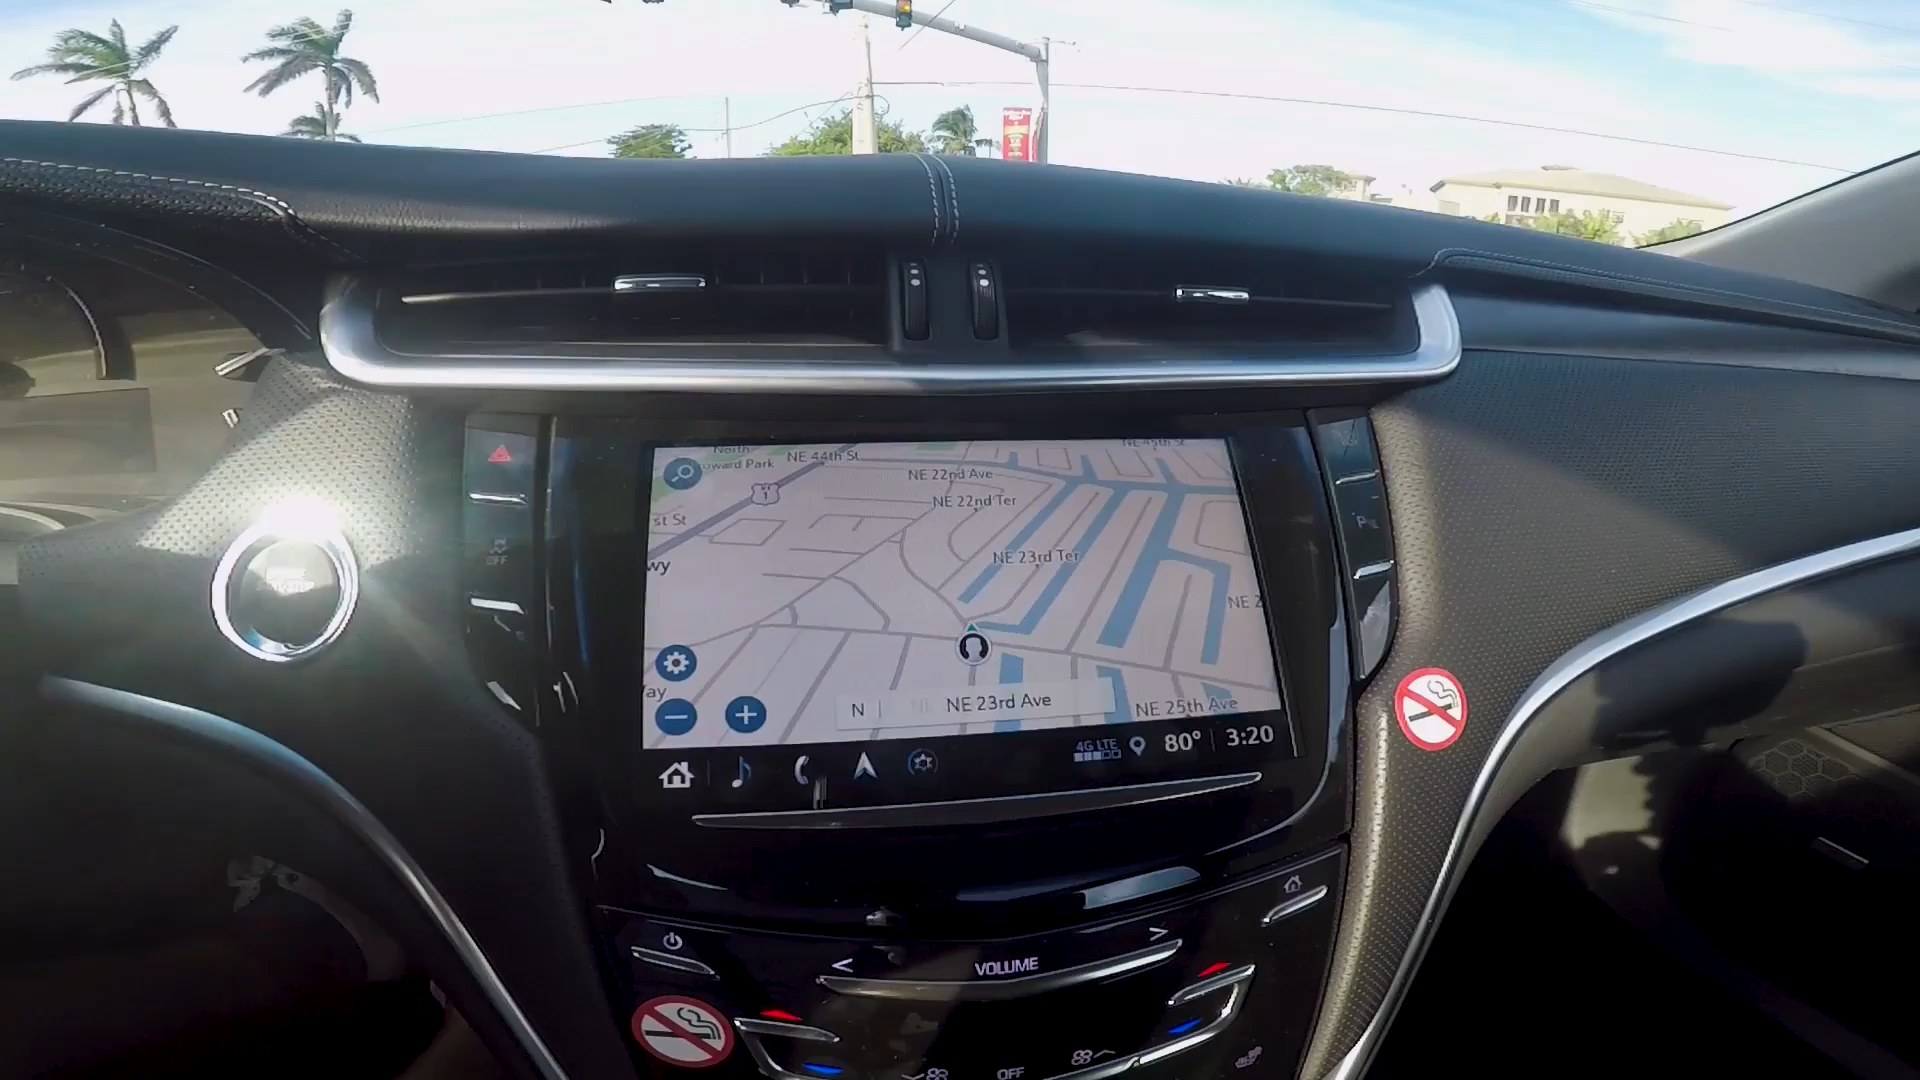 North
oward Park
NE 44th St
NE 45th St
NE 22nd Ave
1
NE 22nd Ter
st St
NE 23rd Ter
wy
NE 2
ay
N
NE 23rd Ave
NE 25th Ave
4G LTE
80°
3:20
OFF
VOLUME
OFF